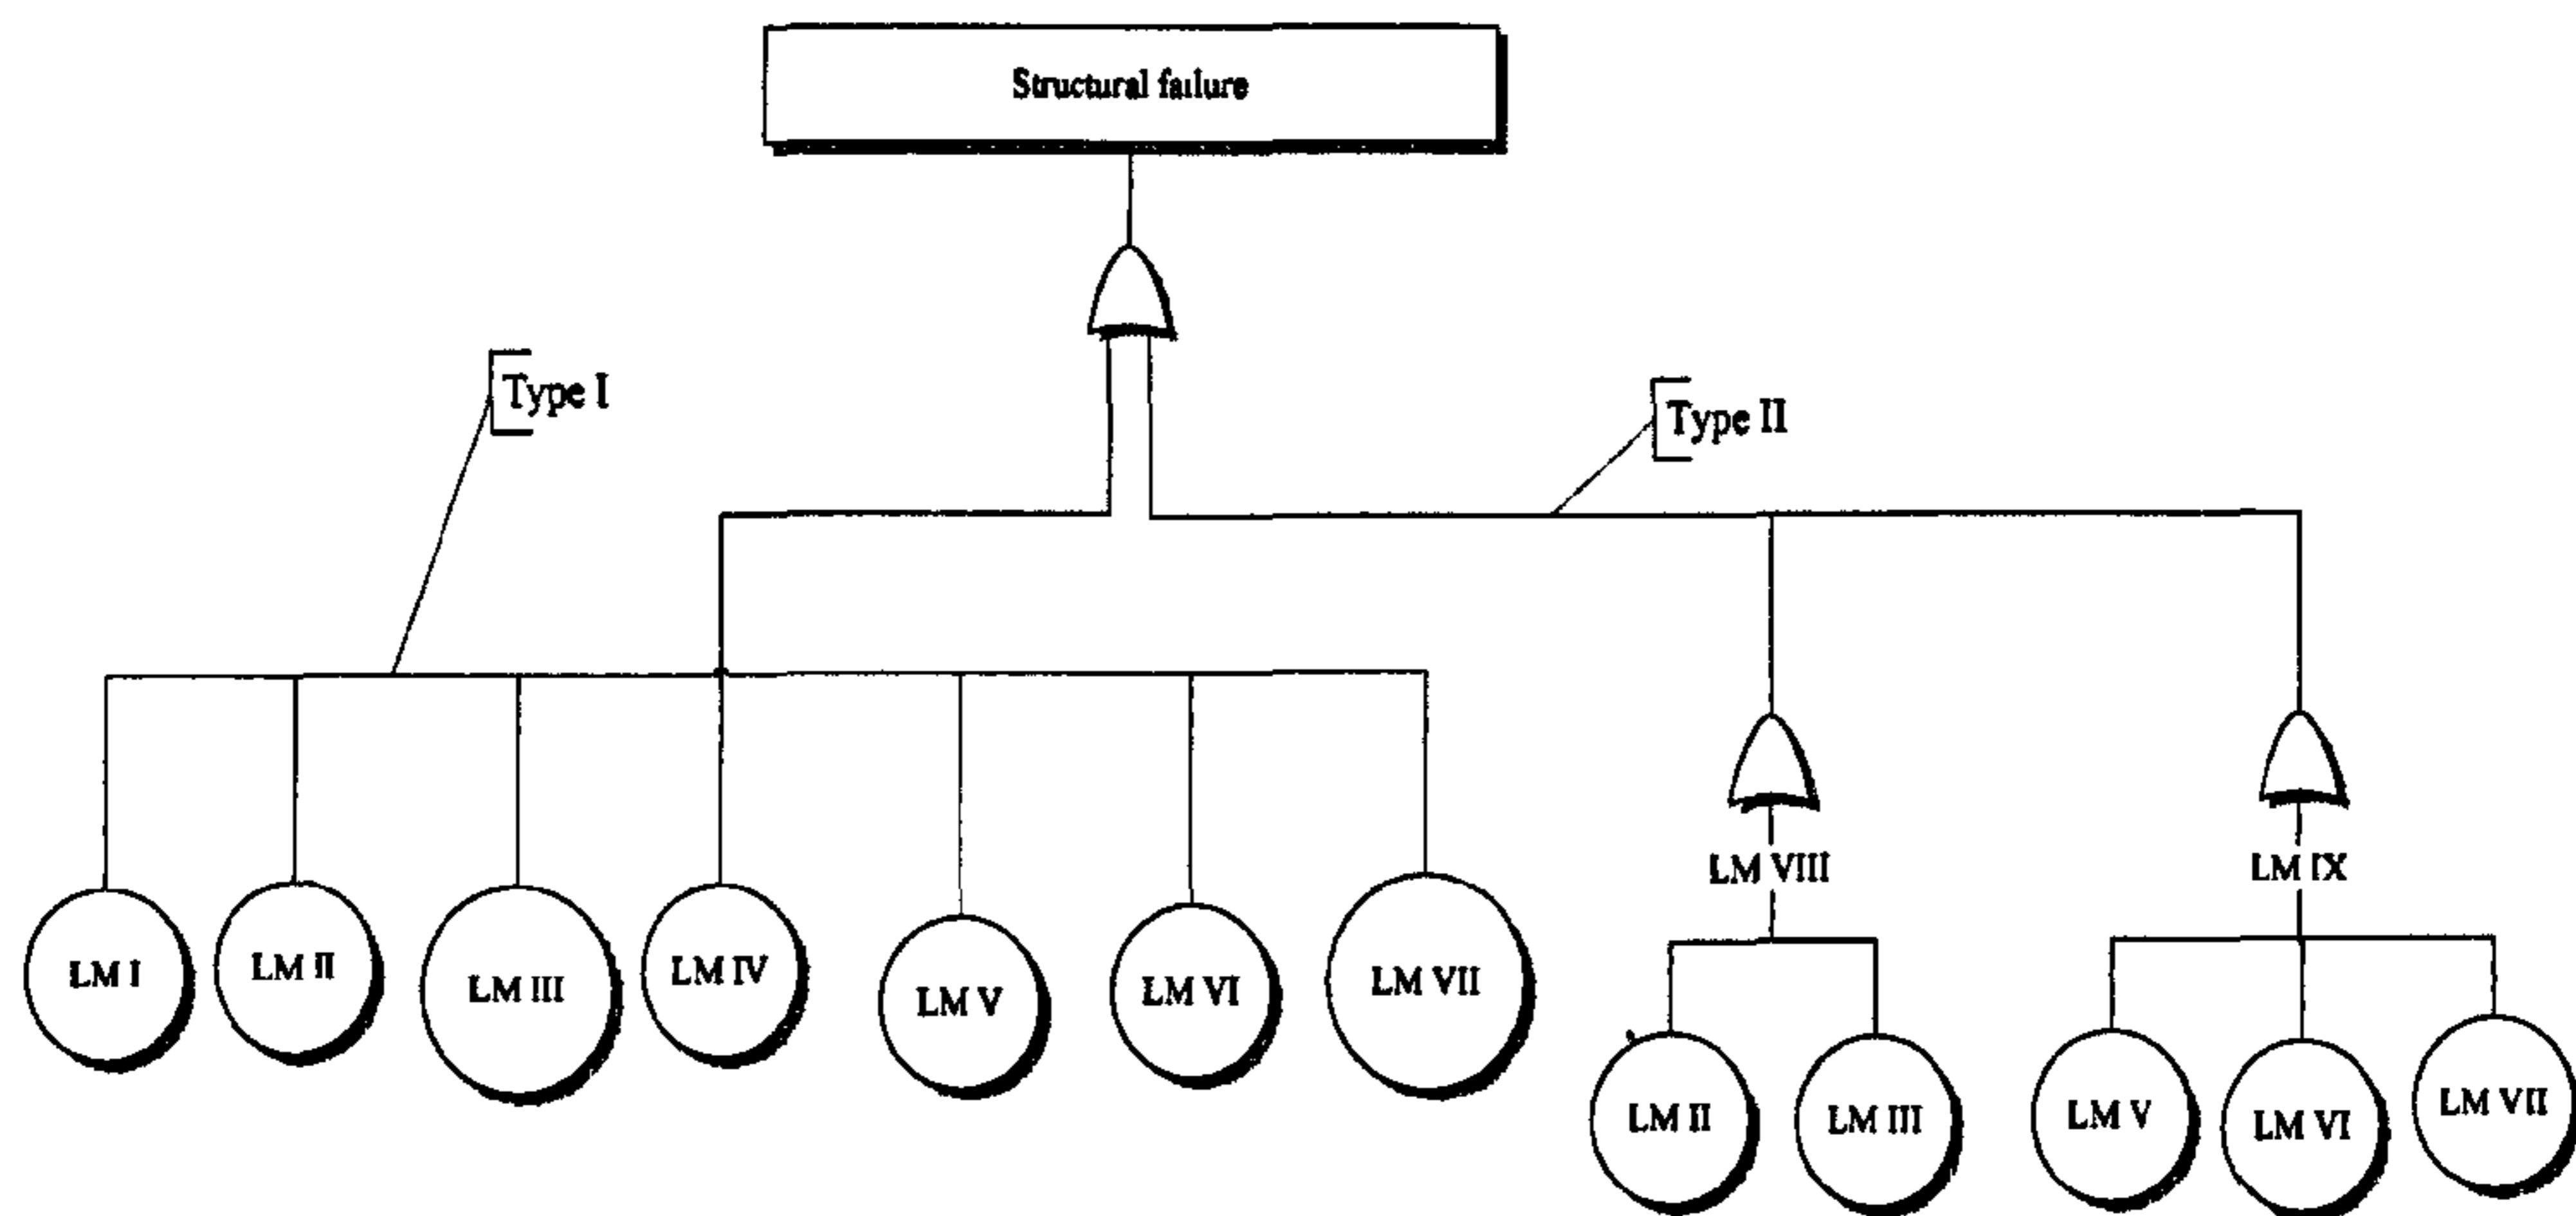 Structural failure
Type I
Type II
LM VIII
LM IX
LM I
LM II
LM III
LM IV
LM V
LM VI
LM VII
LM II
LM III
LM V
LM VI
LM VII